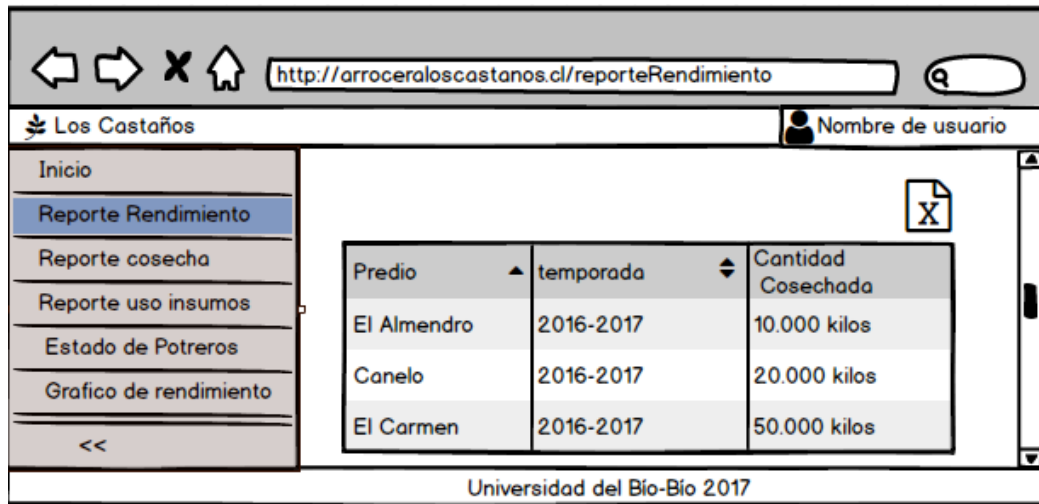 http://arroceraloscastanos.cl/reporteRendimiento
Los Castaños
Nombre de usuario
Inicio
Reporte Rendimiento
Reporte cosecha
Reporte uso insumos
Estado de Potreros
Grafico de rendimiento
<<
X
Predio temporada Cantidad
Cosechada
El Almendro 2016-2017 10.000 kilos
Canelo 2016-2017 20.000 kilos
El Carmen 2016-2017 50.000 kilos
Universidad del Bío-Bío 2017